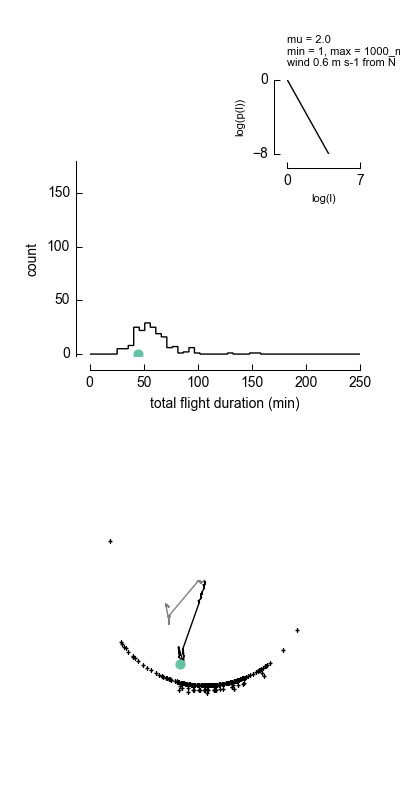 mu = 2.0
min = 1, max = 1000_m
wind 0.6 m s-1 from N
0
log(p(l))
−8
0
7
log(l)
150
100
count
50
0
0
50
100
150
200
250
total flight duration (min)